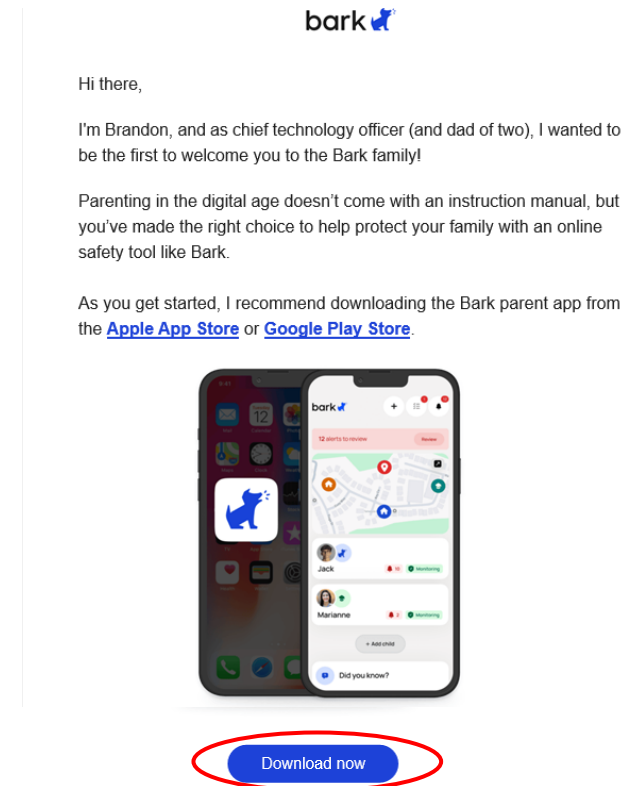 bark
Hi there,
I'm Brandon, and as chief technology officer (and dad of two), I wanted to
be the first to welcome you to the Bark family!
Parenting in the digital age doesn’t come with an instruction manual, but
you’ve made the right choice to help protect your family with an online
safety tool like Bark.
As you get started, I recommend downloading the Bark parent app from
the Apple App Store or Google Play Store.
bark
12 alerts to review
Review
Jack
Monitoring
Marianne
2
Monitoring
+ Add child
Did you know?
12
Download now